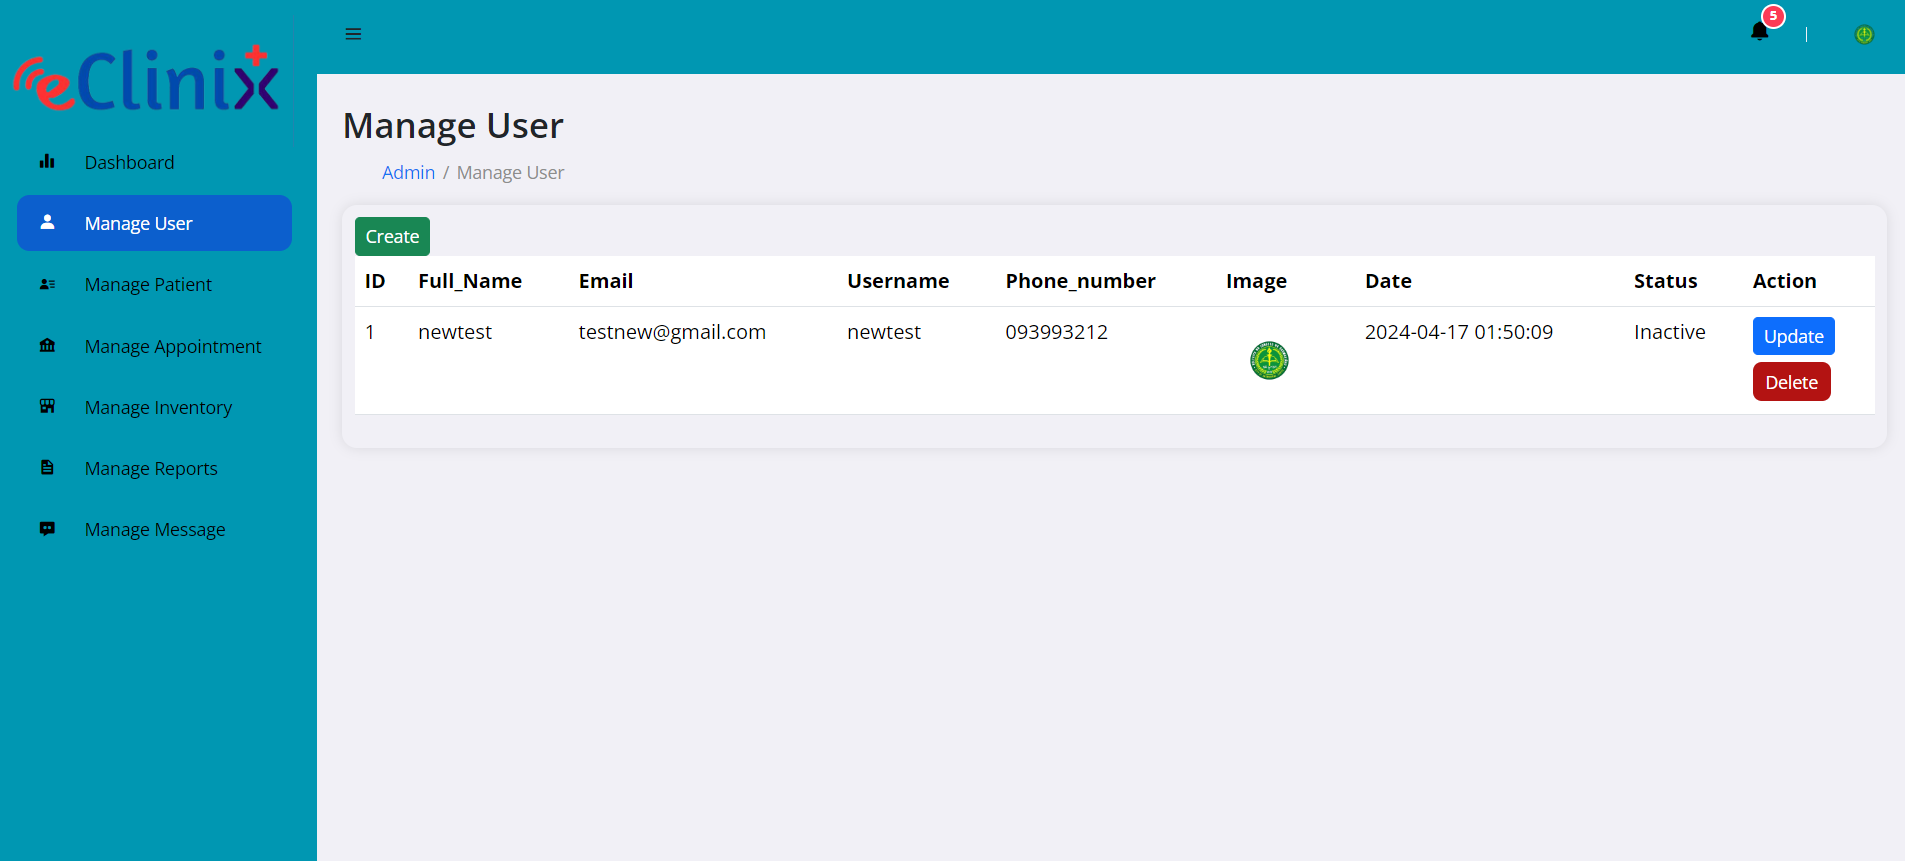 eClinix
5
Dashboard
Manage User
Manage Patient
Manage Appointment
Manage Inventory
Manage Reports
Manage Message
Manage User
Admin / Manage User
Create
ID Full_Name Email Username Phone_number Image Date Status Action
1 newtest testnew@gmail.com newtest 093993212 2024-04-17 01:50:09 Inactive Update
Delete